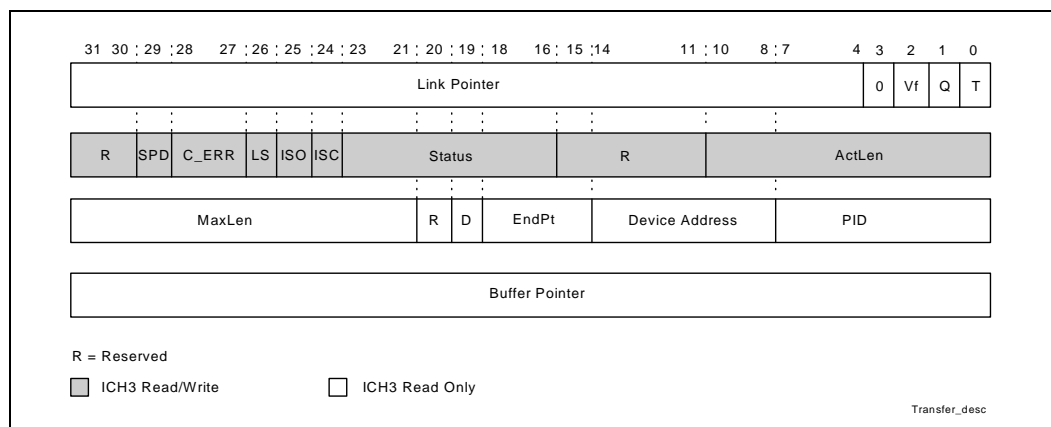 31 30 29 28 27 26 25 24 23 21 20 19 18 16 15 14 11 10 8 7 4 3 2 1 0
Link Pointer 0 Vf Q T
R SPD C_ERR LS ISO ISC Status R ActLen
MaxLen R D EndPt Device Address PID
Buffer Pointer
R = Reserved
ICH3 Read/Write ICH3 Read Only
Transfer_desc